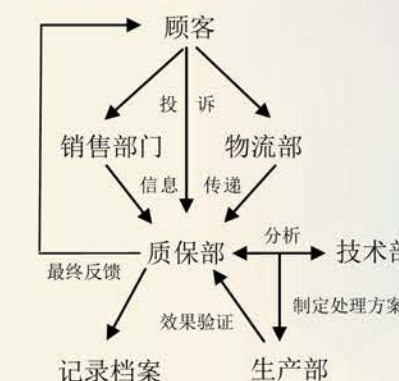 顾客
投 诉
销售部门 物流部
信息 传递
分析
质保部 技术部
最终反馈
制定处理方案
效果验证
记录档案 生产部